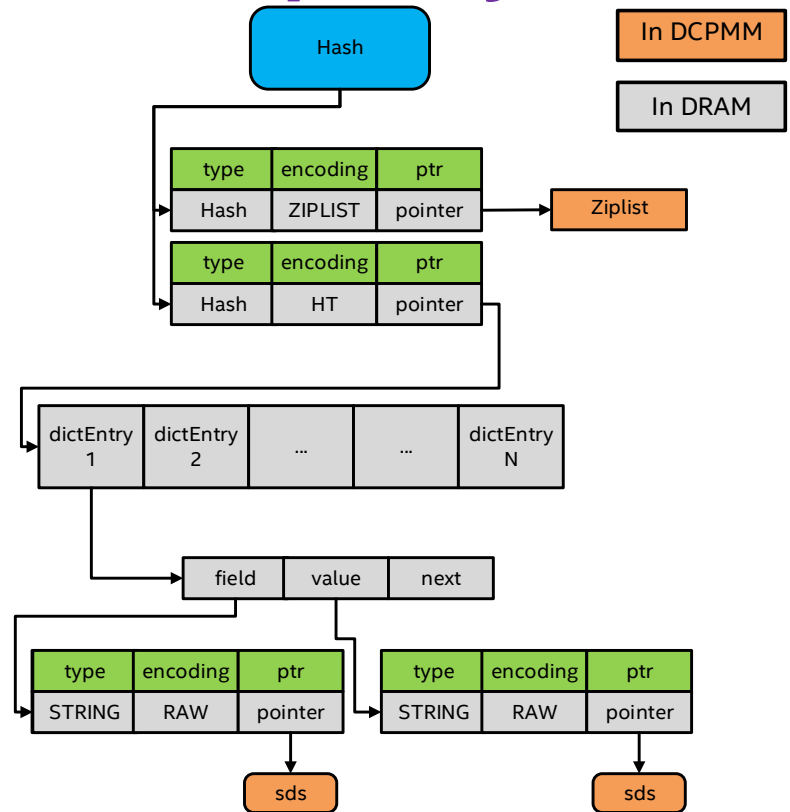 Hash
In DCPMM
In DRAM
type encoding ptr
Hash ZIPLIST pointer
Ziplist
type encoding ptr
Hash HT pointer
dictEntry 1
dictEntry 2
...
...
dictEntry N
field value next
type encoding ptr
STRING RAW pointer
type encoding ptr
STRING RAW pointer
sds
sds